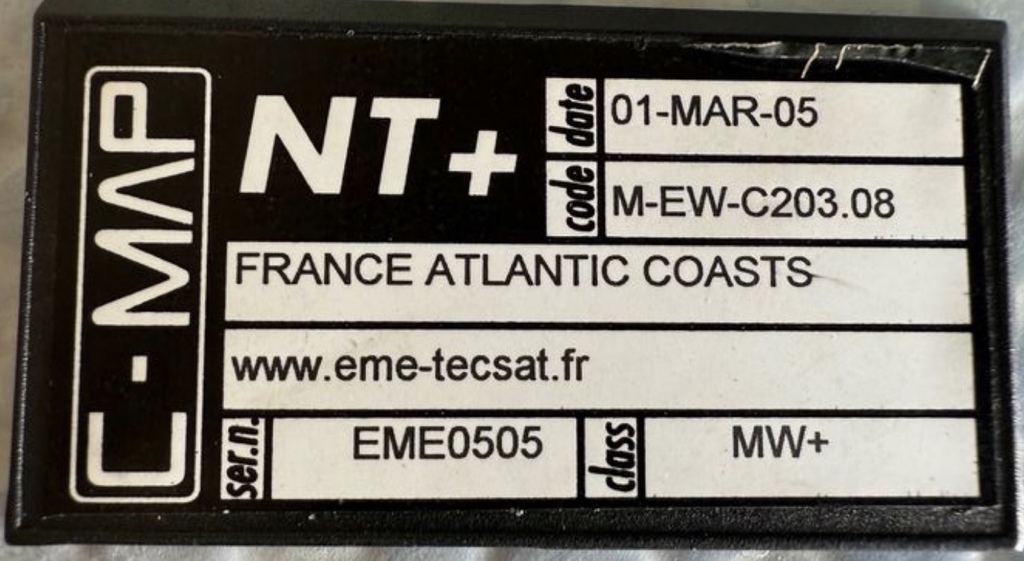 C-MAP
NT+
date 01-MAR-05
code M-EW-C203.08
FRANCE ATLANTIC COASTS
www.eme-tecsat.fr
ser.n. EME0505 class MW+